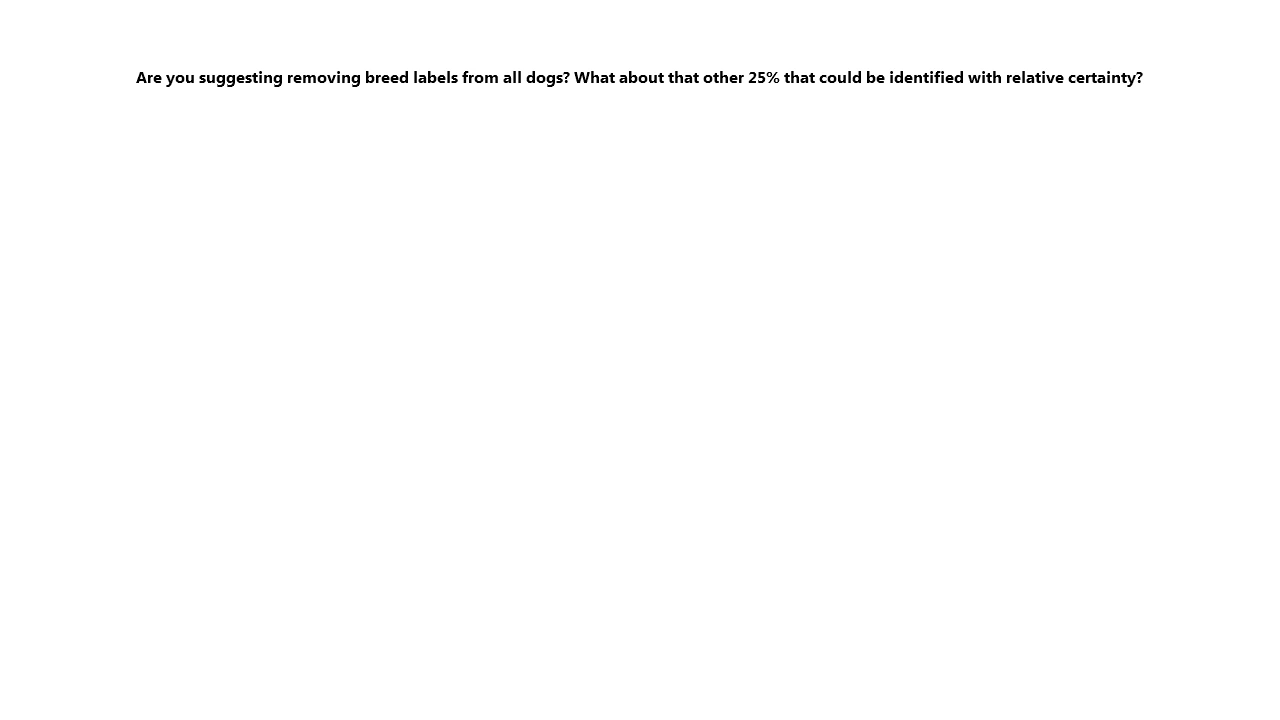 Are you suggesting removing breed labels from all dogs? What about that other 25% that could be identified with relative certainty?